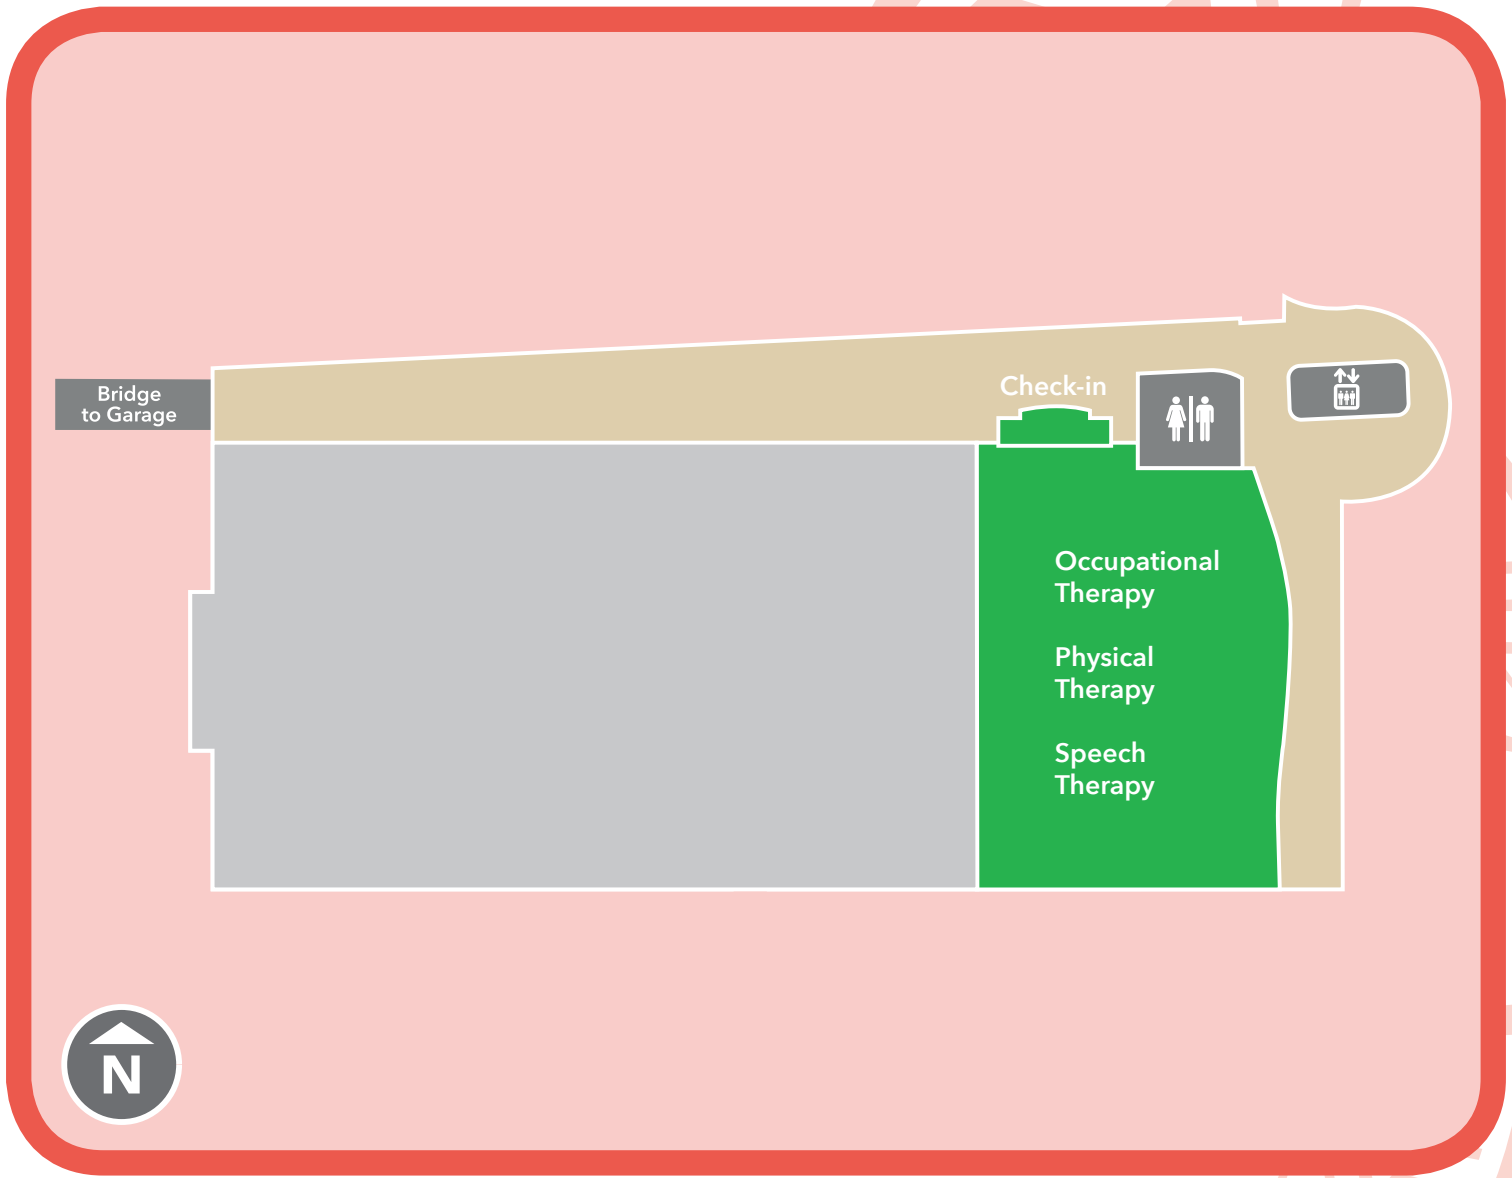 Check-in
Bridge
to Garage
Occupational
Therapy
Physical
Therapy
Speech
Therapy
N